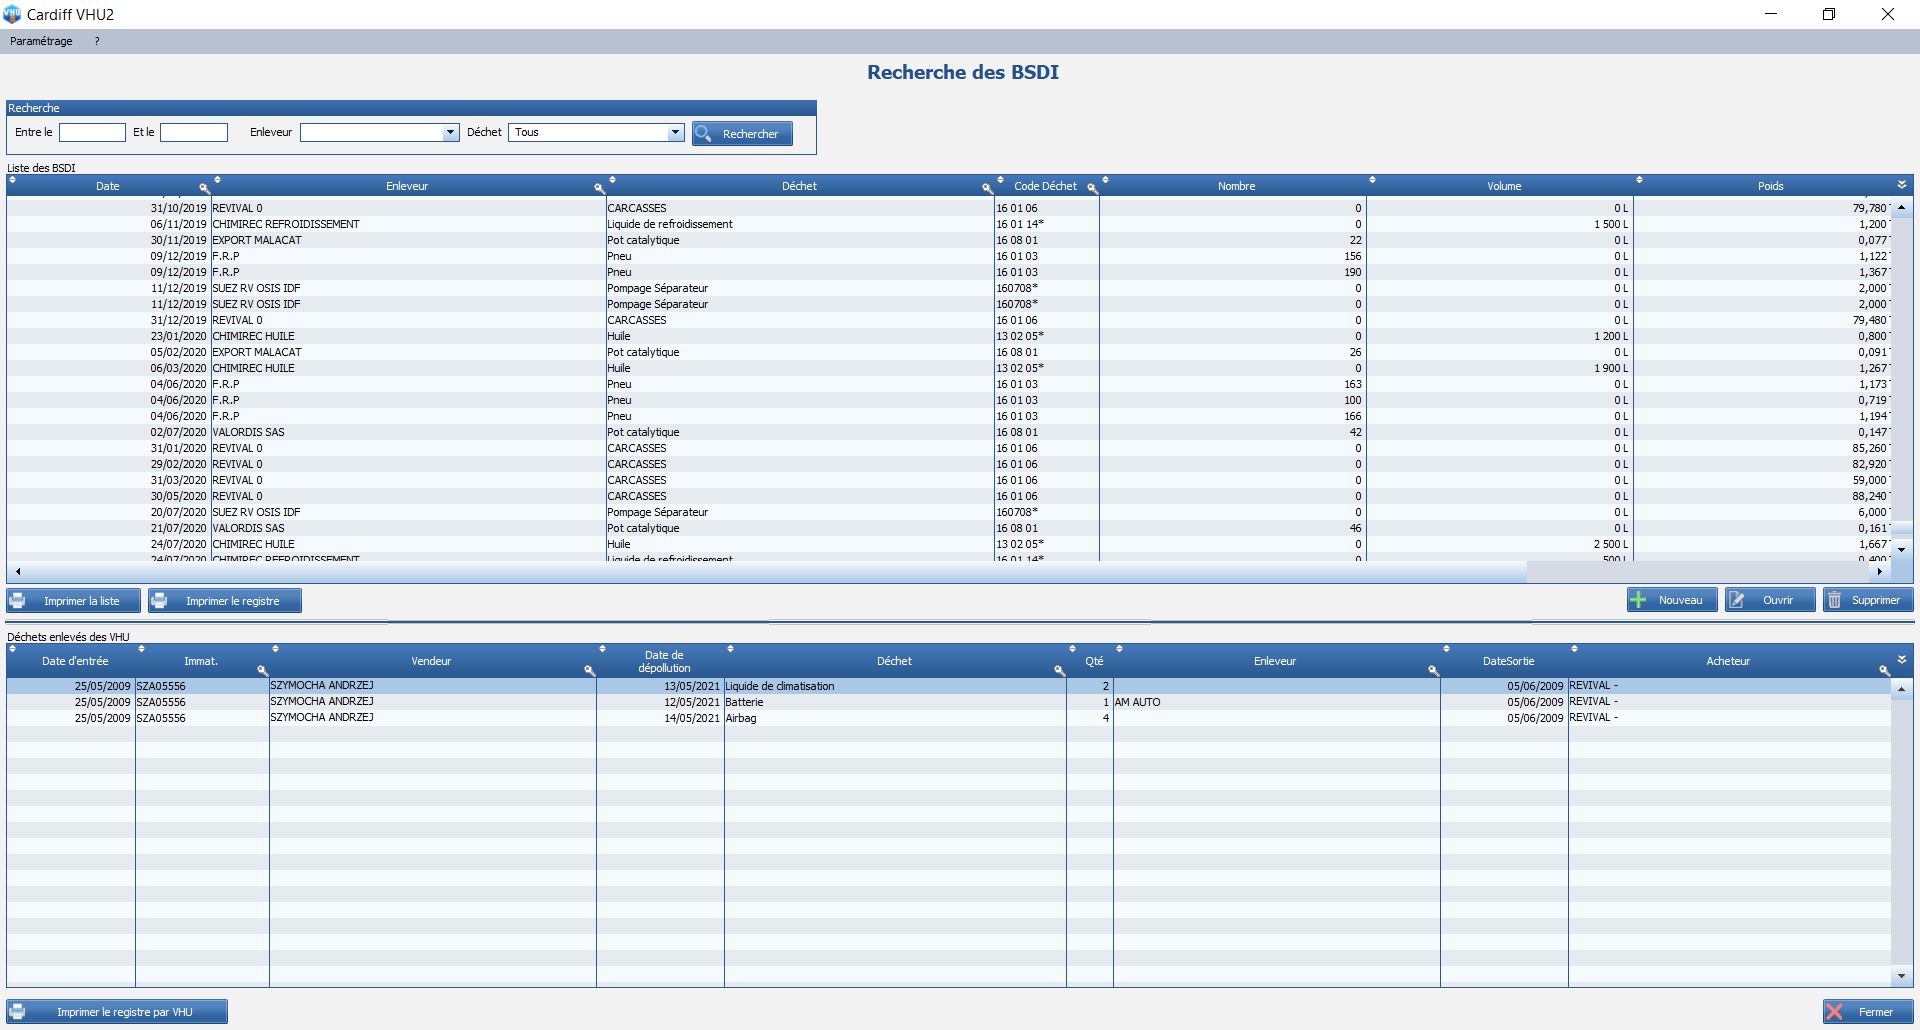 Cardiff VHU2
Paramétrage ?
Recherche des BSDI
Recherche
Entre le Et le Enleveur Déchet Tous Rechercher
Liste des BSDI
Date Enleveur Déchet Code Déchet Nombre Volume Poids
31/10/2019 REVIVAL 0 CARCASSES 16 01 06 0 0 L 79,780
06/11/2019 CHIMIREC REFROIDISSEMENT Liquide de refroidissement 16 01 14* 0 1 500 L 1,200
30/11/2019 EXPORT MALACAT Pot catalytique 16 08 01 22 0 L 0,077
09/12/2019 F.R.P Pneu 16 01 03 156 0 L 1,122
09/12/2019 F.R.P Pneu 16 01 03 190 0 L 1,367
11/12/2019 SUEZ RV OSIS IDF Pompage Séparateur 160708* 0 0 L 2,000
11/12/2019 SUEZ RV OSIS IDF Pompage Séparateur 160708* 0 0 L 2,000
31/12/2019 REVIVAL 0 CARCASSES 16 01 06 0 0 L 79,480
23/01/2020 CHIMIREC HUILE Huile 13 02 05* 0 1 200 L 0,800
05/02/2020 EXPORT MALACAT Pot catalytique 16 08 01 26 0 L 0,091
06/03/2020 CHIMIREC HUILE Huile 13 02 05* 0 1 900 L 1,267
04/06/2020 F.R.P Pneu 16 01 03 163 0 L 1,173
04/06/2020 F.R.P Pneu 16 01 03 100 0 L 0,719
04/06/2020 F.R.P Pneu 16 01 03 166 0 L 1,194
02/07/2020 VALORDIS SAS Pot catalytique 16 08 01 42 0 L 0,147
31/01/2020 REVIVAL 0 CARCASSES 16 01 06 0 0 L 85,260
29/02/2020 REVIVAL 0 CARCASSES 16 01 06 0 0 L 82,920
31/03/2020 REVIVAL 0 CARCASSES 16 01 06 0 0 L 59,000
30/05/2020 REVIVAL 0 CARCASSES 16 01 06 0 0 L 88,240
20/07/2020 SUEZ RV OSIS IDF Pompage Séparateur 160708* 0 0 L 6,000
21/07/2020 VALORDIS SAS Pot catalytique 16 08 01 46 0 L 0,161
24/07/2020 CHIMIREC HUILE Huile 13 02 05* 0 2 500 L 1,667
24/07/2020 CHIMIREC REFROIDISSEMENT Liquide de refroidissement 16 01 14* 0 500 L 0,400
Imprimer la liste Imprimer le registre Nouveau Ouvrir Supprimer
Déchets enlevés des VHU
Date d'entrée Immat. Vendeur Date de dépollution Déchet Qté Enleveur DateSortie Acheteur
25/05/2009 SZA05556 SZYMOCHA ANDRZEJ 13/05/2021 Liquide de climatisation 2 05/06/2009 REVIVAL -
25/05/2009 SZA05556 SZYMOCHA ANDRZEJ 12/05/2021 Batterie 1 AM AUTO 05/06/2009 REVIVAL -
25/05/2009 SZA05556 SZYMOCHA ANDRZEJ 14/05/2021 Airbag 4 05/06/2009 REVIVAL -
Imprimer le registre par VHU Fermer